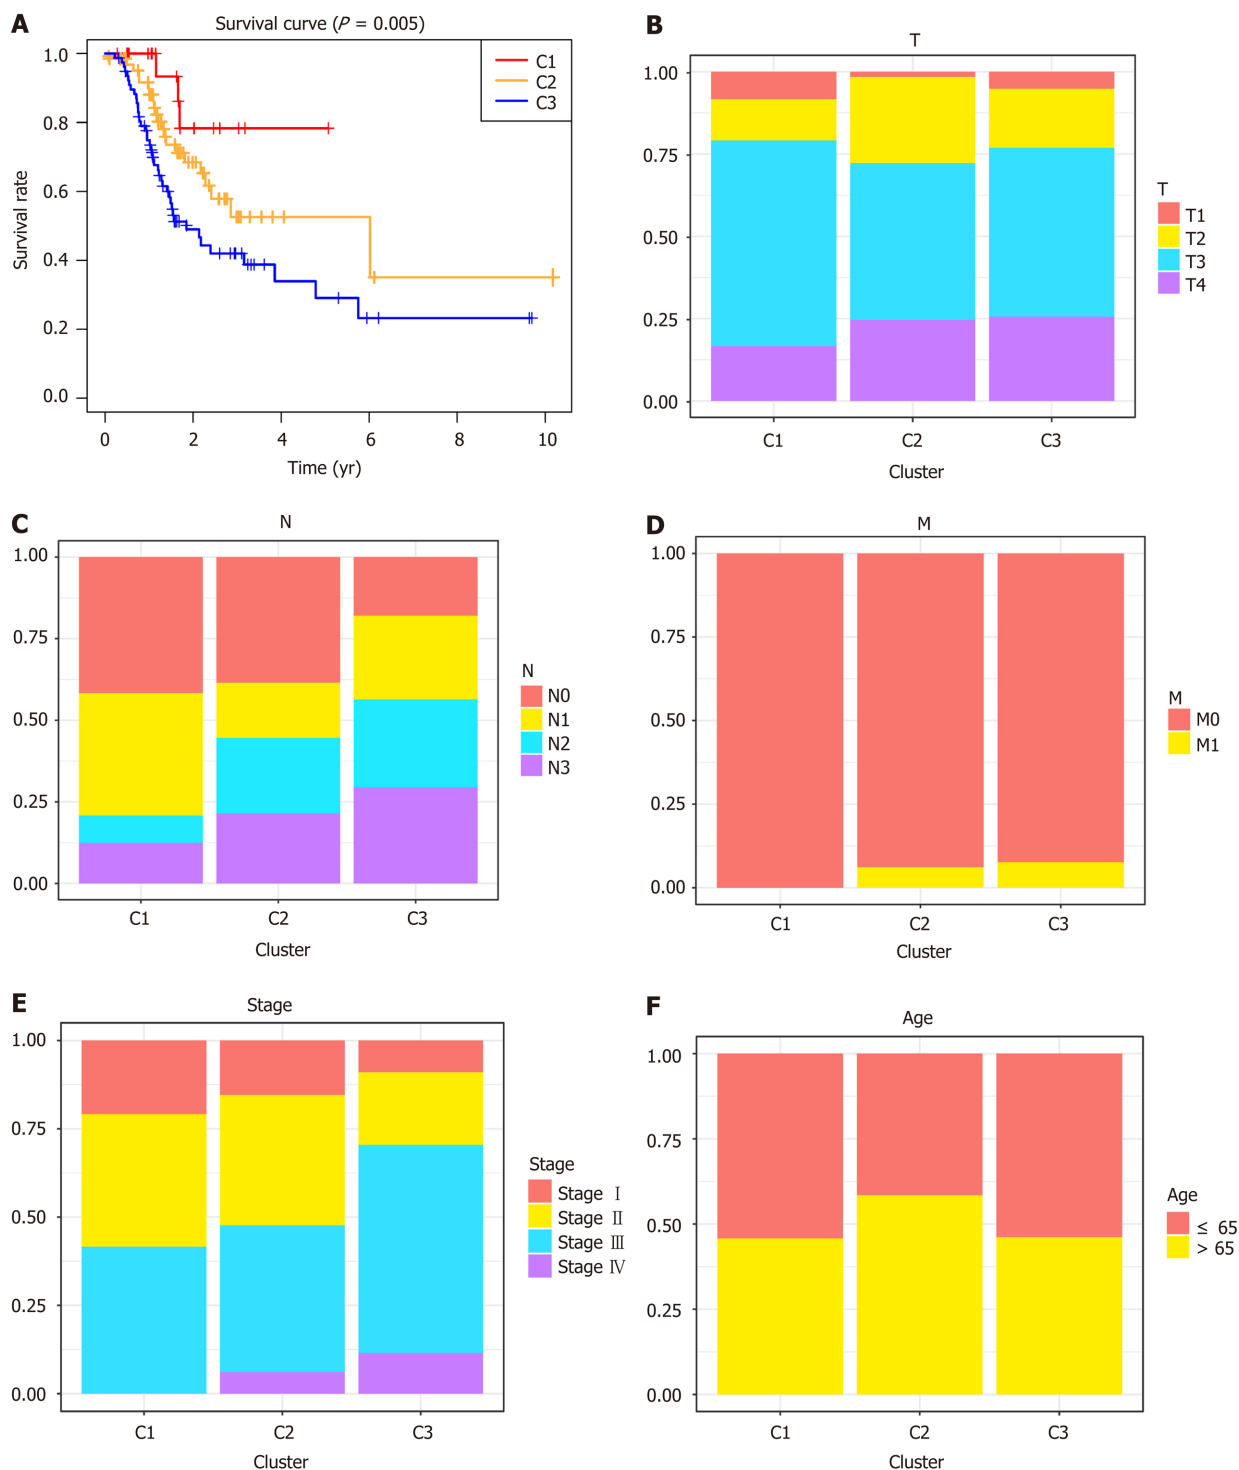 A
Survival curve (P = 0.005)
1.0
0.8
0.6
0.4
0.2
0.0
Survival rate
C1
C2
C3
0 2 4 6 8 10
Time (yr)
B
T
1.00
0.75
0.50
0.25
0.00
C1 C2 C3
Cluster
T
T1
T2
T3
T4
C
N
1.00
0.75
0.50
0.25
0.00
C1 C2 C3
Cluster
N
N0
N1
N2
N3
D
M
1.00
0.75
0.50
0.25
0.00
C1 C2 C3
Cluster
M
M0
M1
E
Stage
1.00
0.75
0.50
0.25
0.00
C1 C2 C3
Cluster
Stage
Stage Ⅰ
Stage Ⅱ
Stage Ⅲ
Stage Ⅳ
F
Age
1.00
0.75
0.50
0.25
0.00
C1 C2 C3
Cluster
Age
≤ 65
> 65